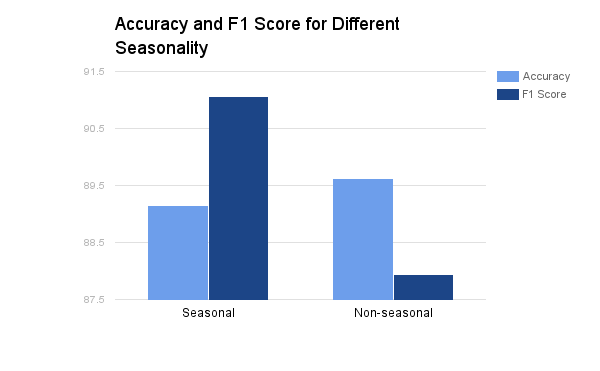 Accuracy and F1 Score for Different
Seasonality
91.5
90.5
89.5
88.5
87.5
Seasonal
Non-seasonal
Accuracy
F1 Score